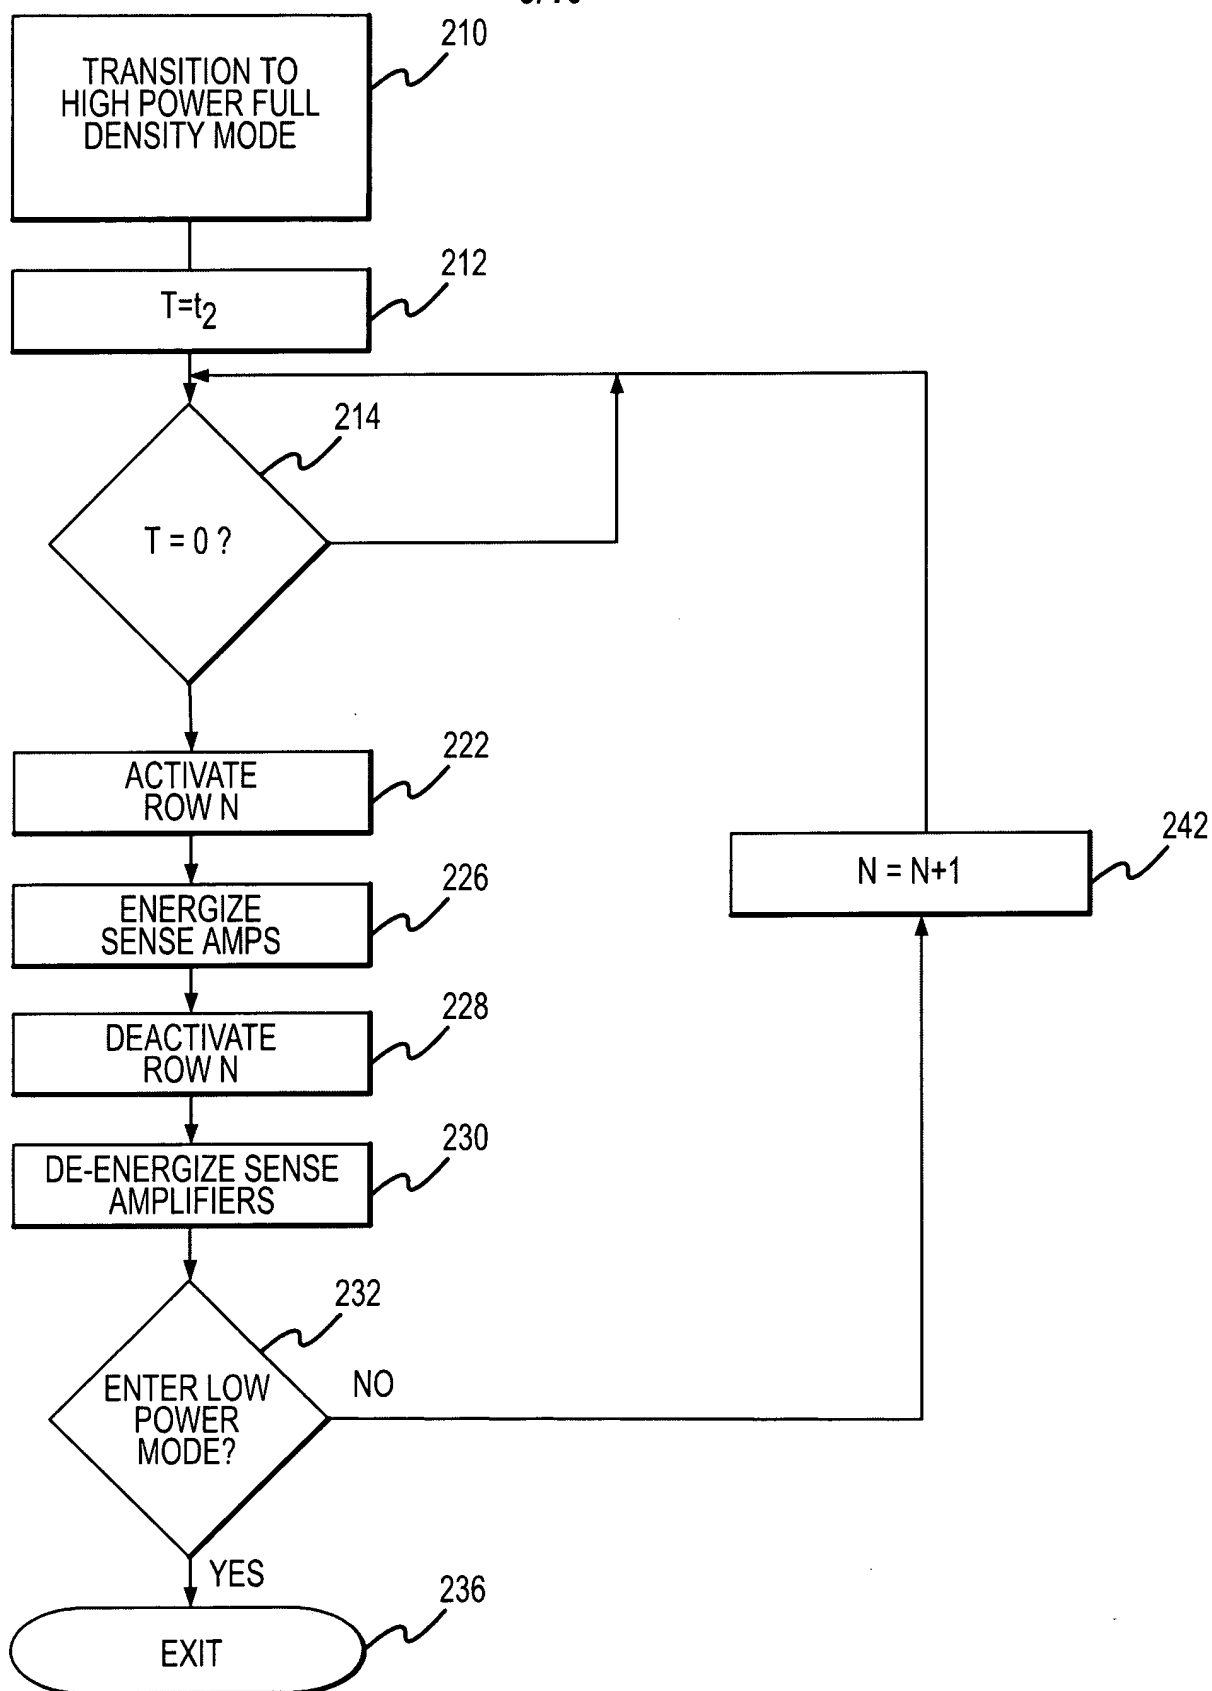 210
TRANSITION TO
HIGH POWER FULL
DENSITY MODE
212
T=t2
214
T = 0 ?
222
ACTIVATE
ROW N
242
N = N+1
226
ENERGIZE
SENSE AMPS
228
DEACTIVATE
ROW N
230
DE-ENERGIZE SENSE
AMPLIFIERS
232
ENTER LOW
POWER
MODE?
NO
YES
236
EXIT